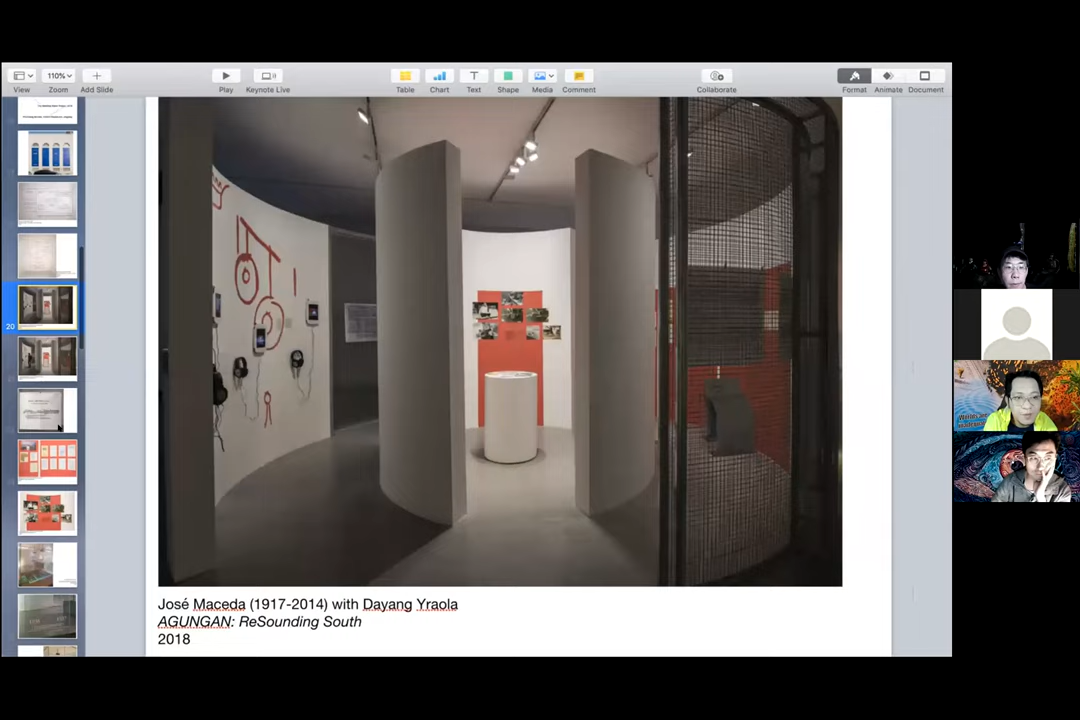 110%
View
Zoom
Add Slide
Play
Keynote Live
Table
Chart
Text
Shape
Media
Comment
Collaborate
Format
Animate
Document
20
José Maceda (1917-2014) with Dayang Yraola
AGUNGAN: ReSounding South
2018